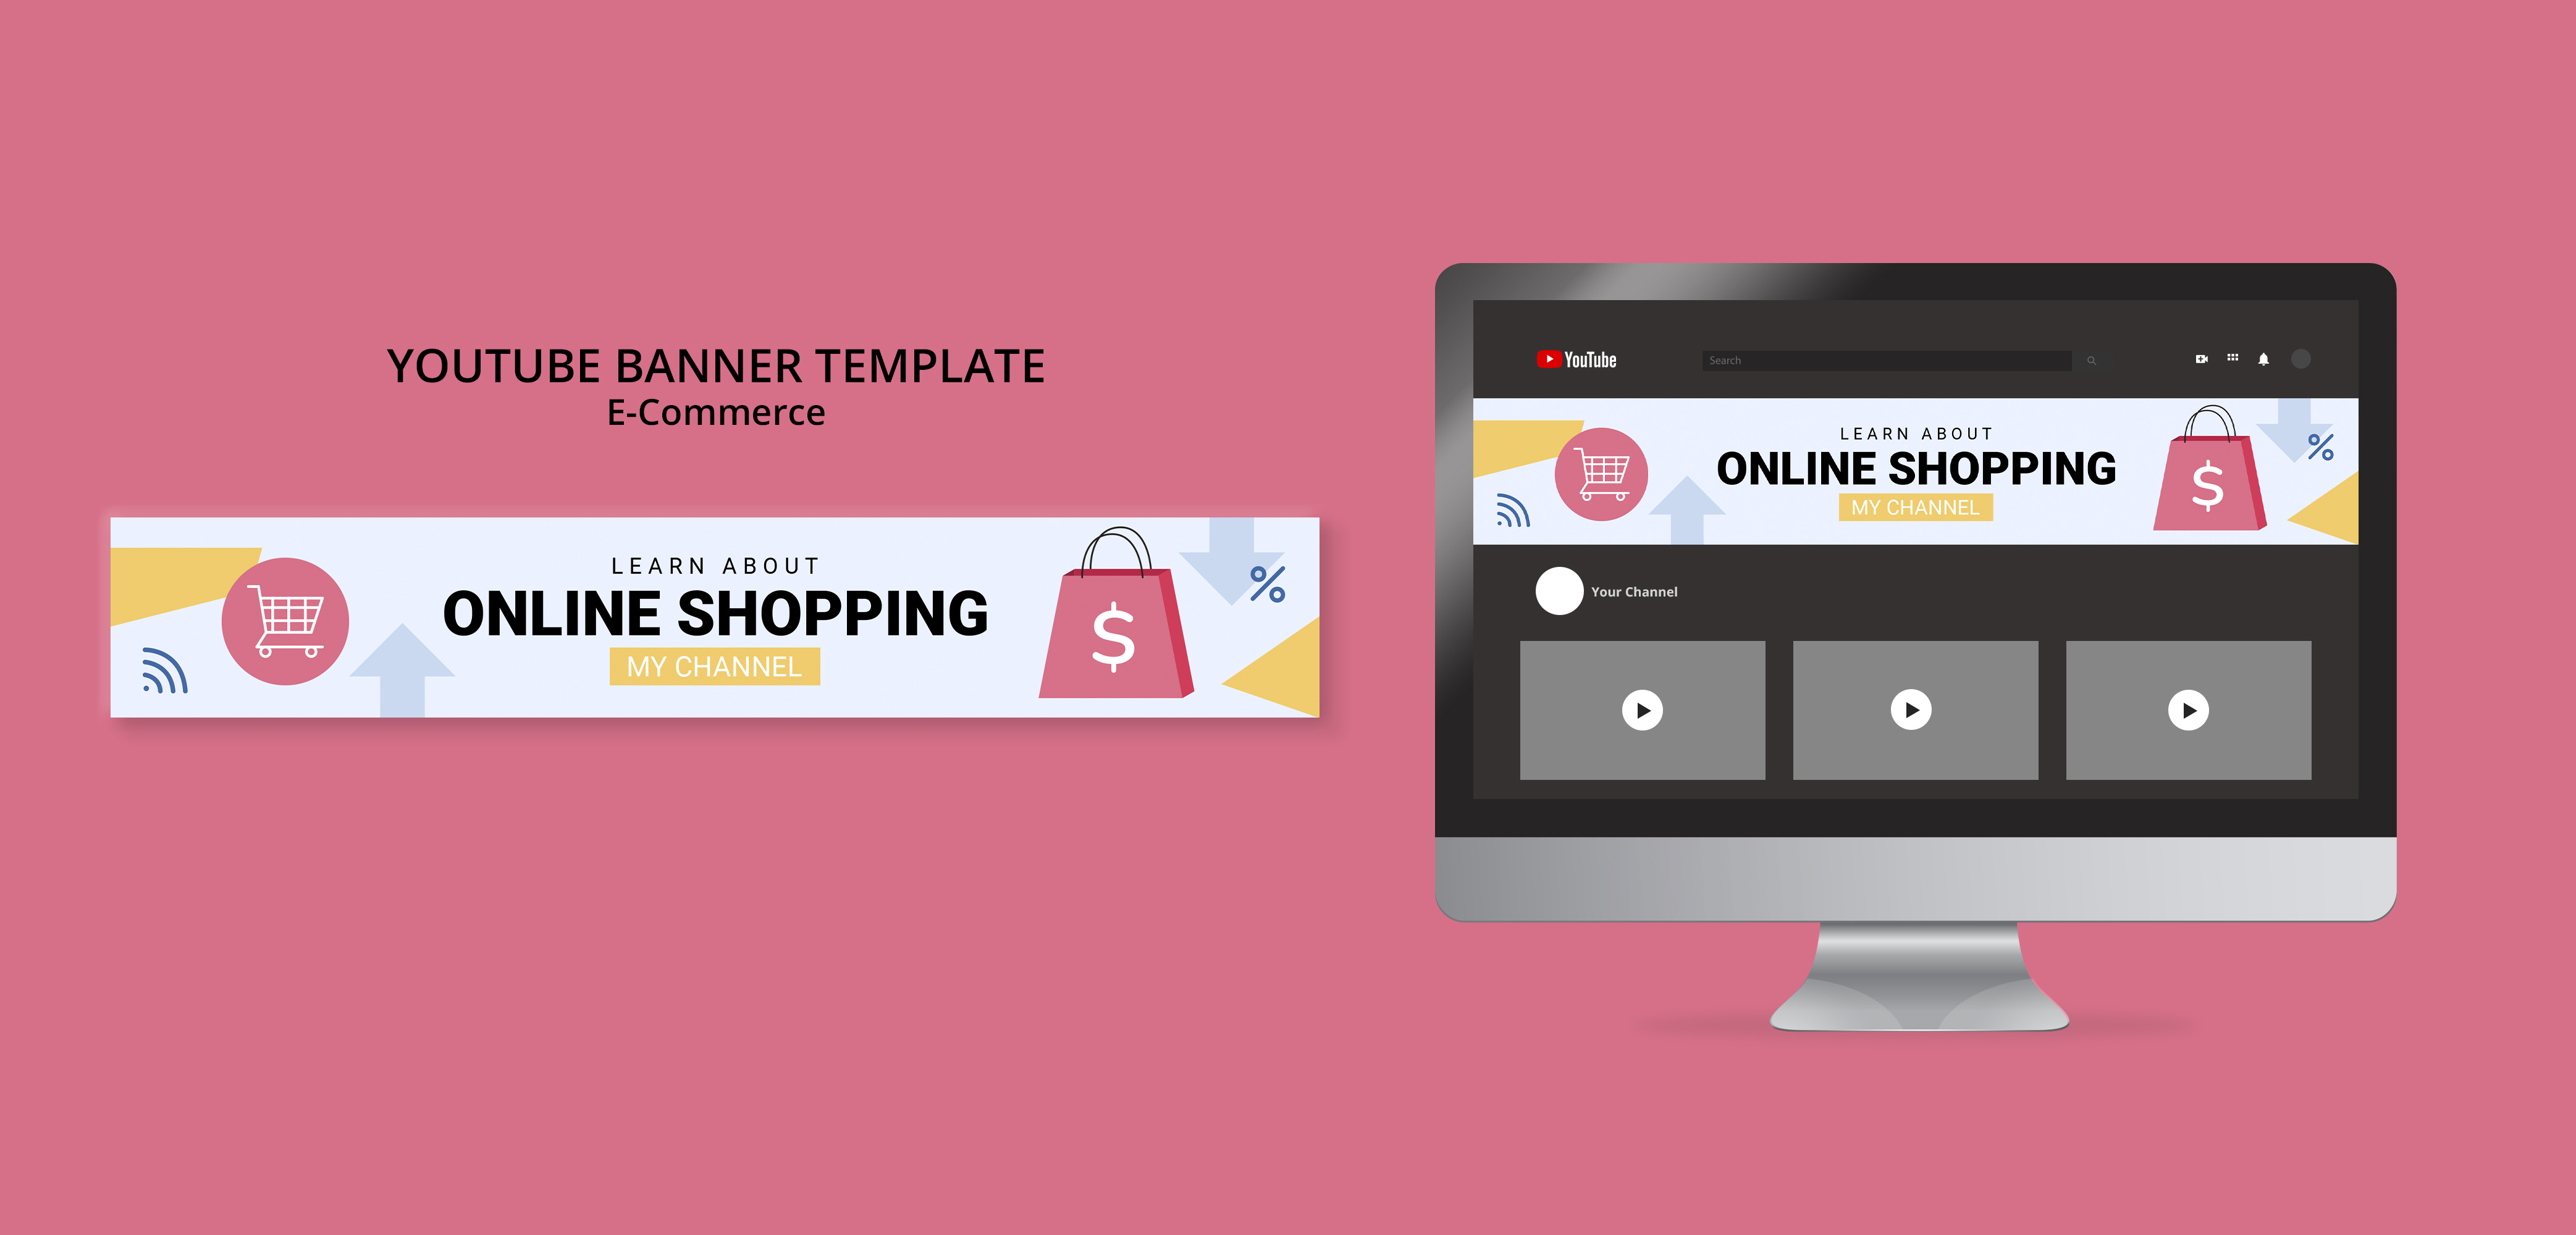 YOUTUBE BANNER TEMPLATE
E-Commerce
LEARN ABOUT
ONLINE SHOPPING
MY CHANNEL
$
%
YouTube
Search
LEARN ABOUT
ONLINE SHOPPING
MY CHANNEL
$
%
Your Channel